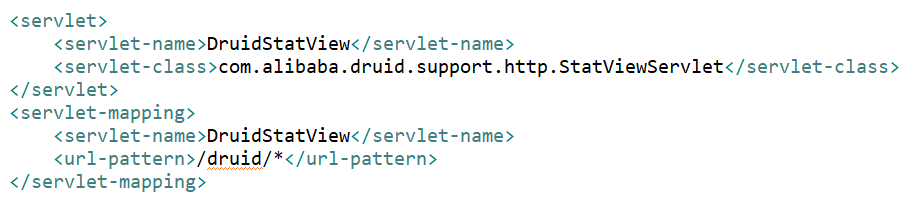 <servlet>
    <servlet-name>DruidStatView</servlet-name>
    <servlet-class>com.alibaba.druid.support.http.StatViewServlet</servlet-class>
</servlet>
<servlet-mapping>
    <servlet-name>DruidStatView</servlet-name>
    <url-pattern>/druid/*</url-pattern>
</servlet-mapping>